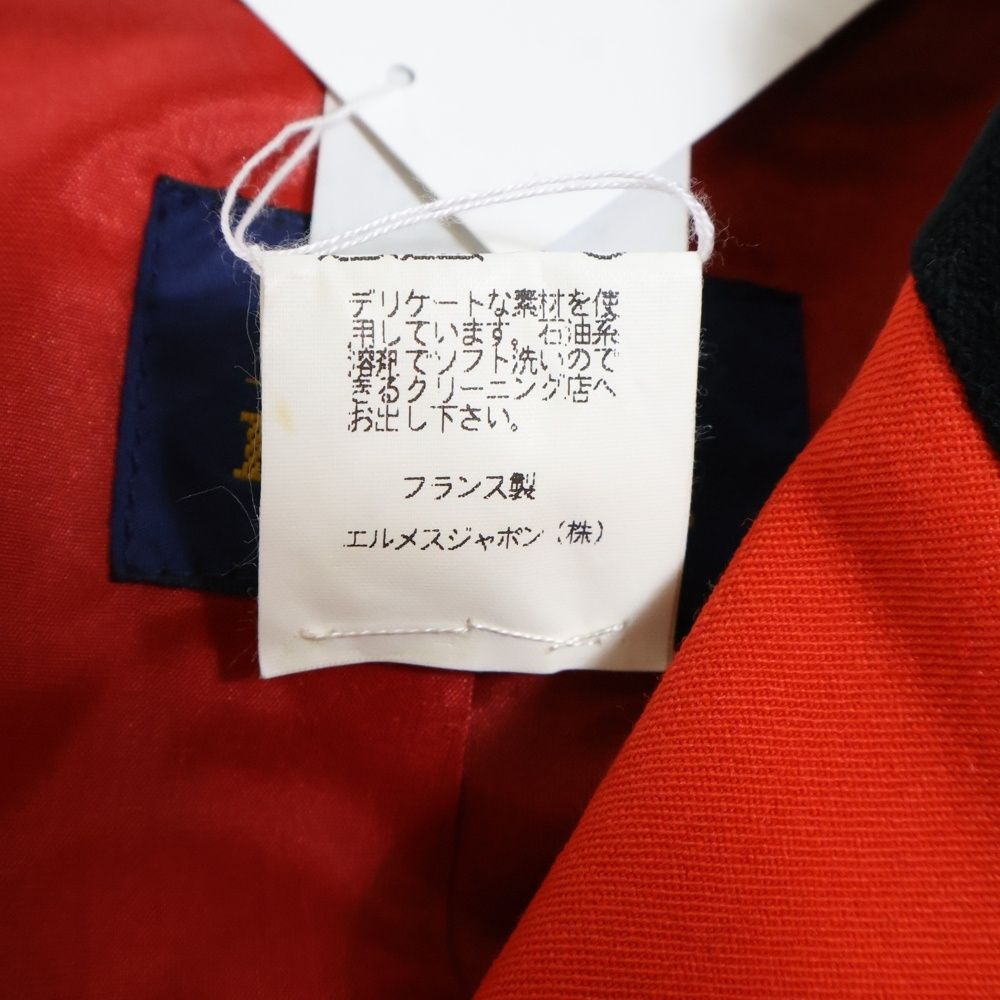 デリケートな素材を使
用しています。石油系
溶剤でソフト洗いので
きるクリーニング店へ
お出し下さい。
フランス製
エルメスジャポン（株）